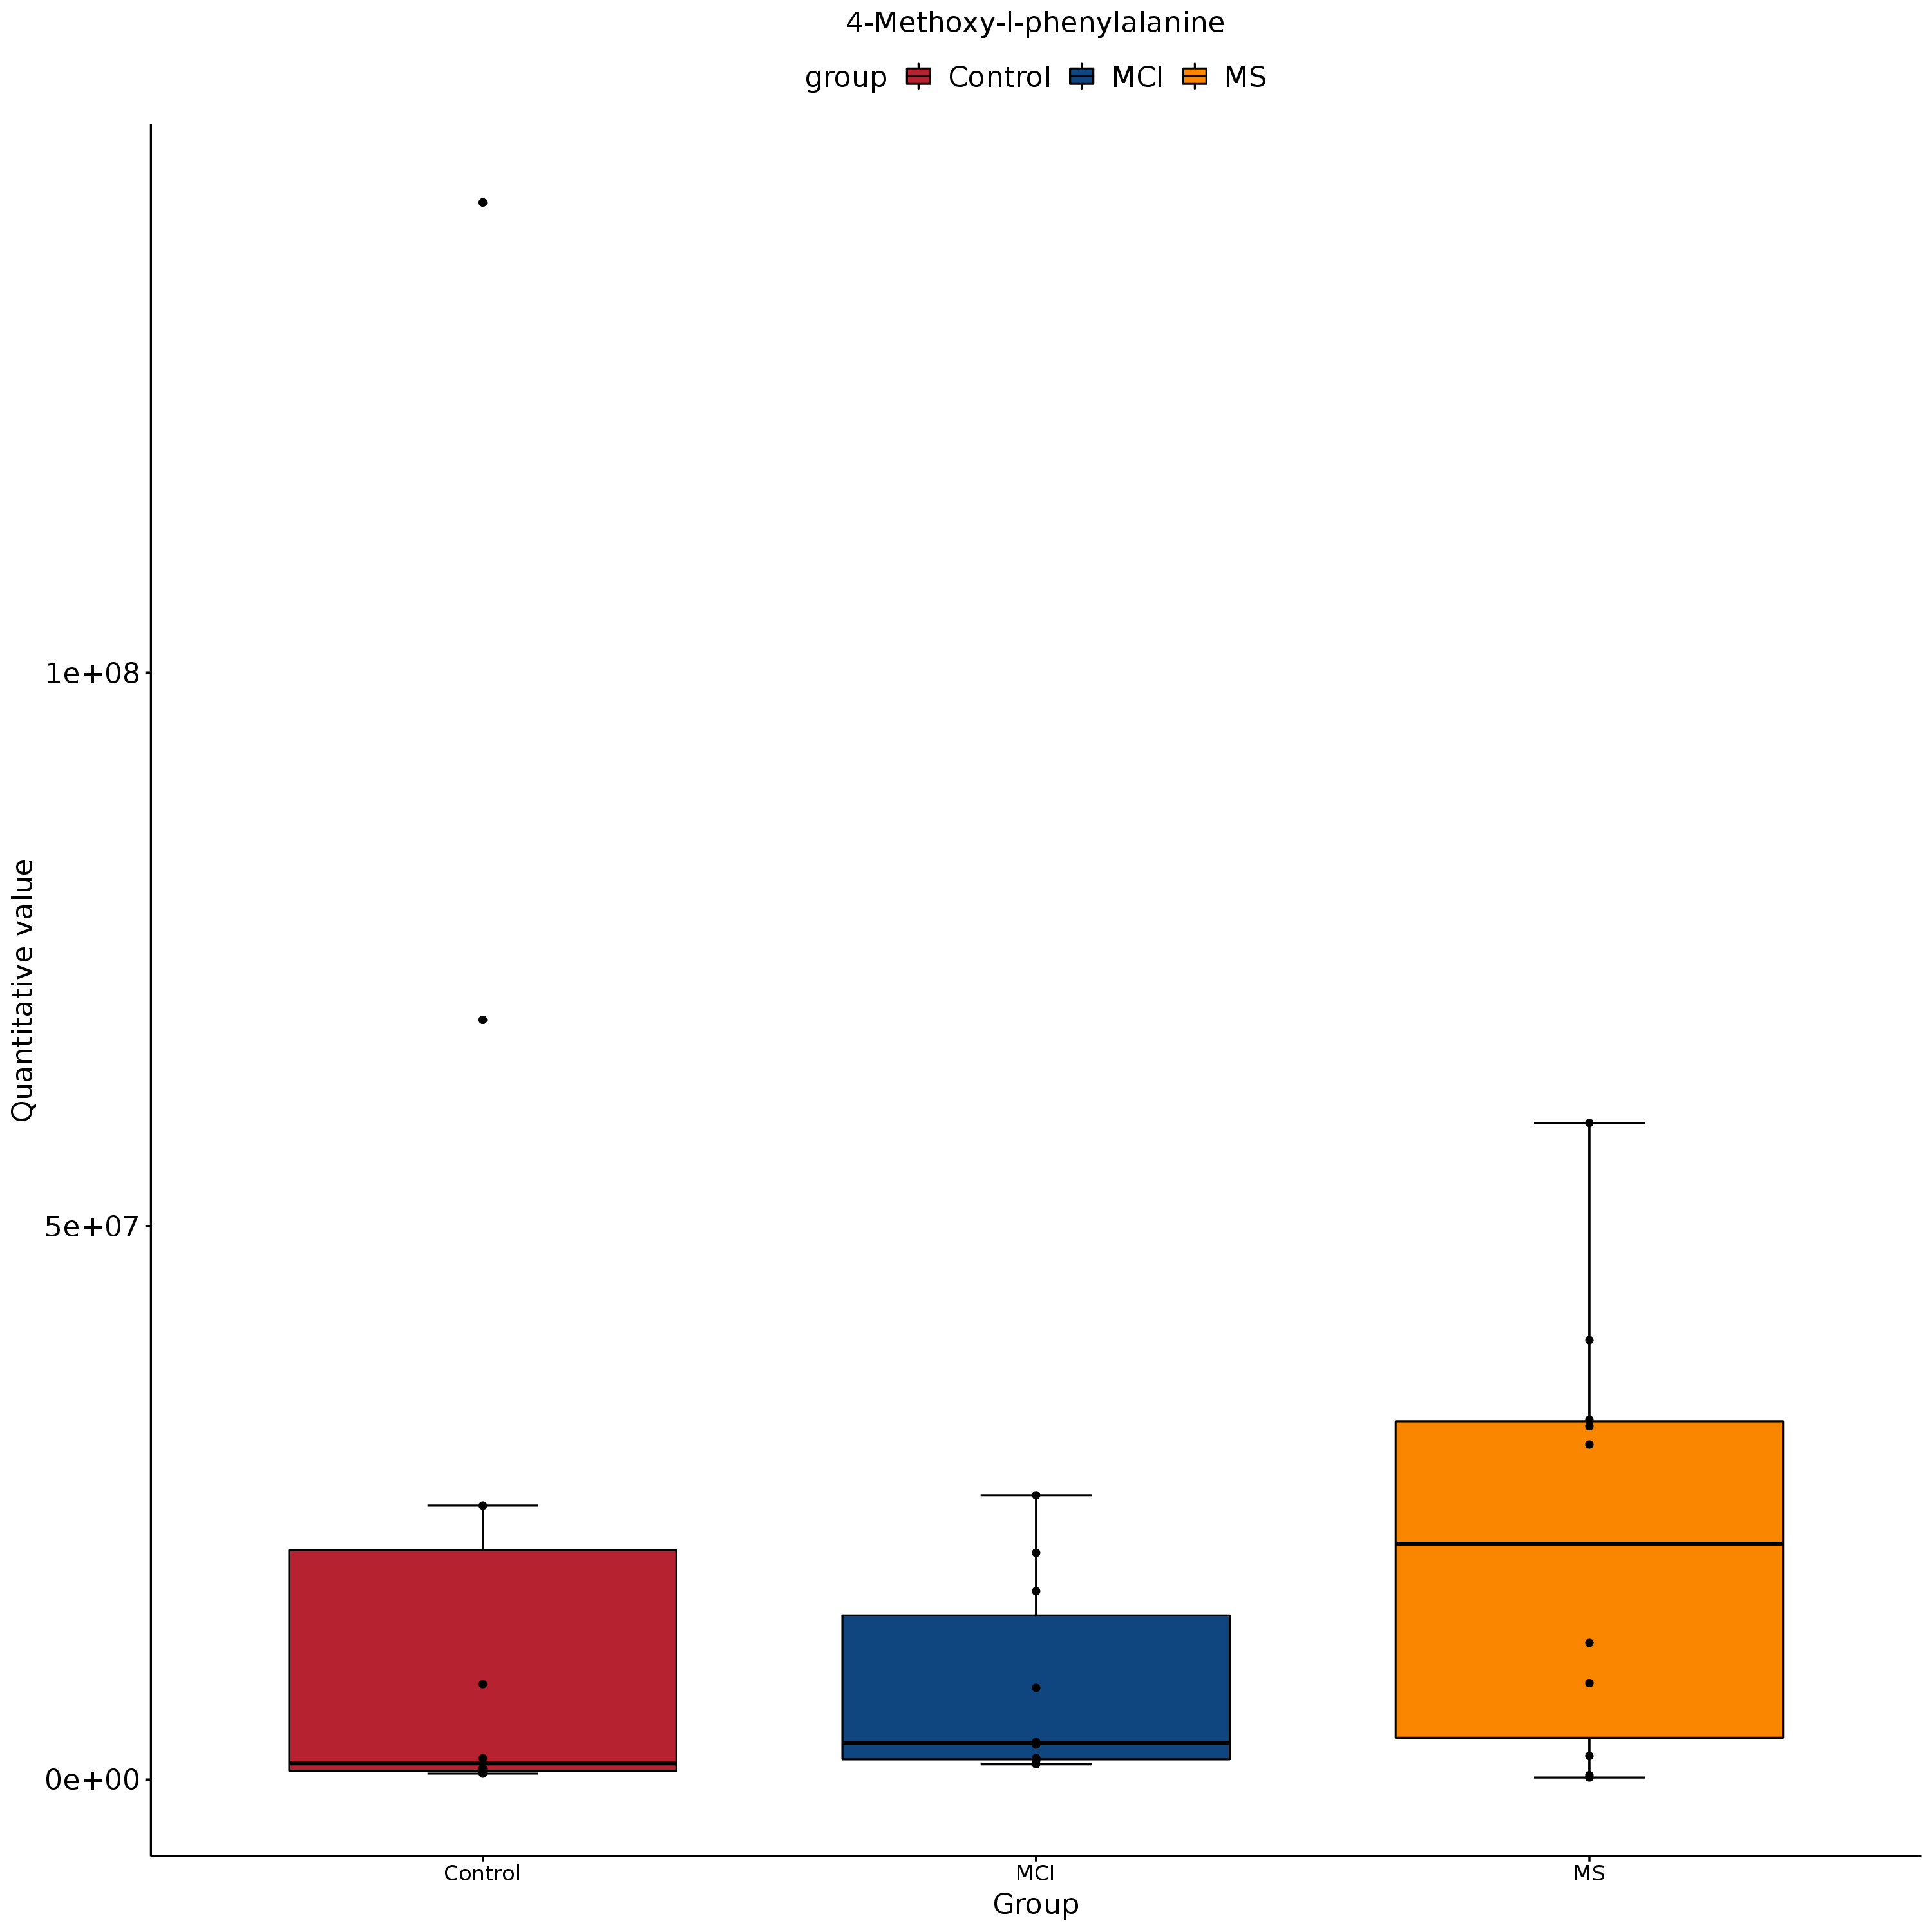 4-Methoxy-l-phenylalanine
group Control MCI MS
Quantitative value
1e+08
5e+07
0e+00
Control MCI MS
Group